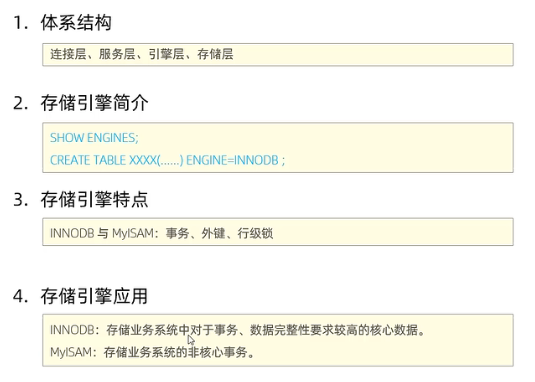 1. 体系结构
连接层、服务层、引擎层、存储层
2. 存储引擎简介
SHOW ENGINES;
CREATE TABLE XXXX(......) ENGINE=INNODB ;
3. 存储引擎特点
INNODB 与 MyISAM：事务、外键、行级锁
4. 存储引擎应用
INNODB：存储业务系统中对于事务、数据完整性要求较高的核心数据。
MyISAM：存储业务系统的非核心事务。